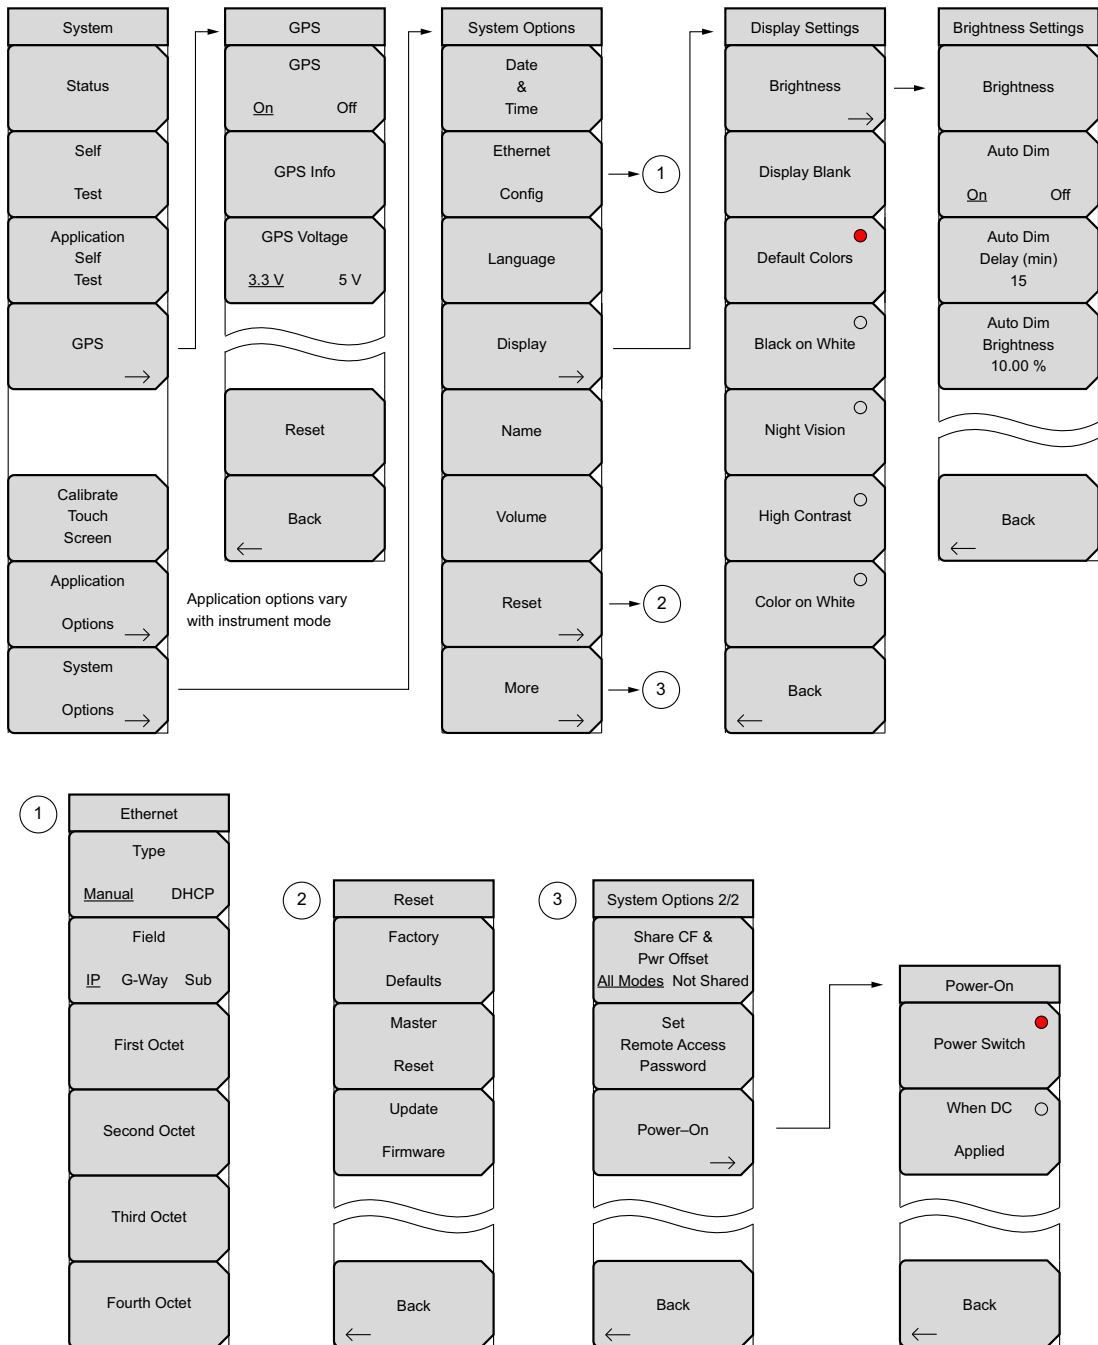 System
Status
Self
Test
Application
Self
Test
GPS
Calibrate
Touch
Screen
Application
Options
System
Options
GPS
GPS
On Off
GPS Info
GPS Voltage
3.3 V 5 V
Reset
Back
Application options vary
with instrument mode
System Options
Date
&
Time
Ethernet
Config
1
Language
Display
Name
Volume
Reset
2
More
3
Display Settings
Brightness
Display Blank
Default Colors
Black on White
Night Vision
High Contrast
Color on White
Back
Brightness Settings
Brightness
Auto Dim
On Off
Auto Dim
Delay (min)
15
Auto Dim
Brightness
10.00 %
Back
1
Ethernet
Type
Manual DHCP
Field
IP G-Way Sub
First Octet
Second Octet
Third Octet
Fourth Octet
2
Reset
Factory
Defaults
Master
Reset
Update
Firmware
Back
3
System Options 2/2
Share CF &
Pwr Offset
All Modes Not Shared
Set
Remote Access
Password
Power–On
Back
Power-On
Power Switch
When DC
Applied
Back